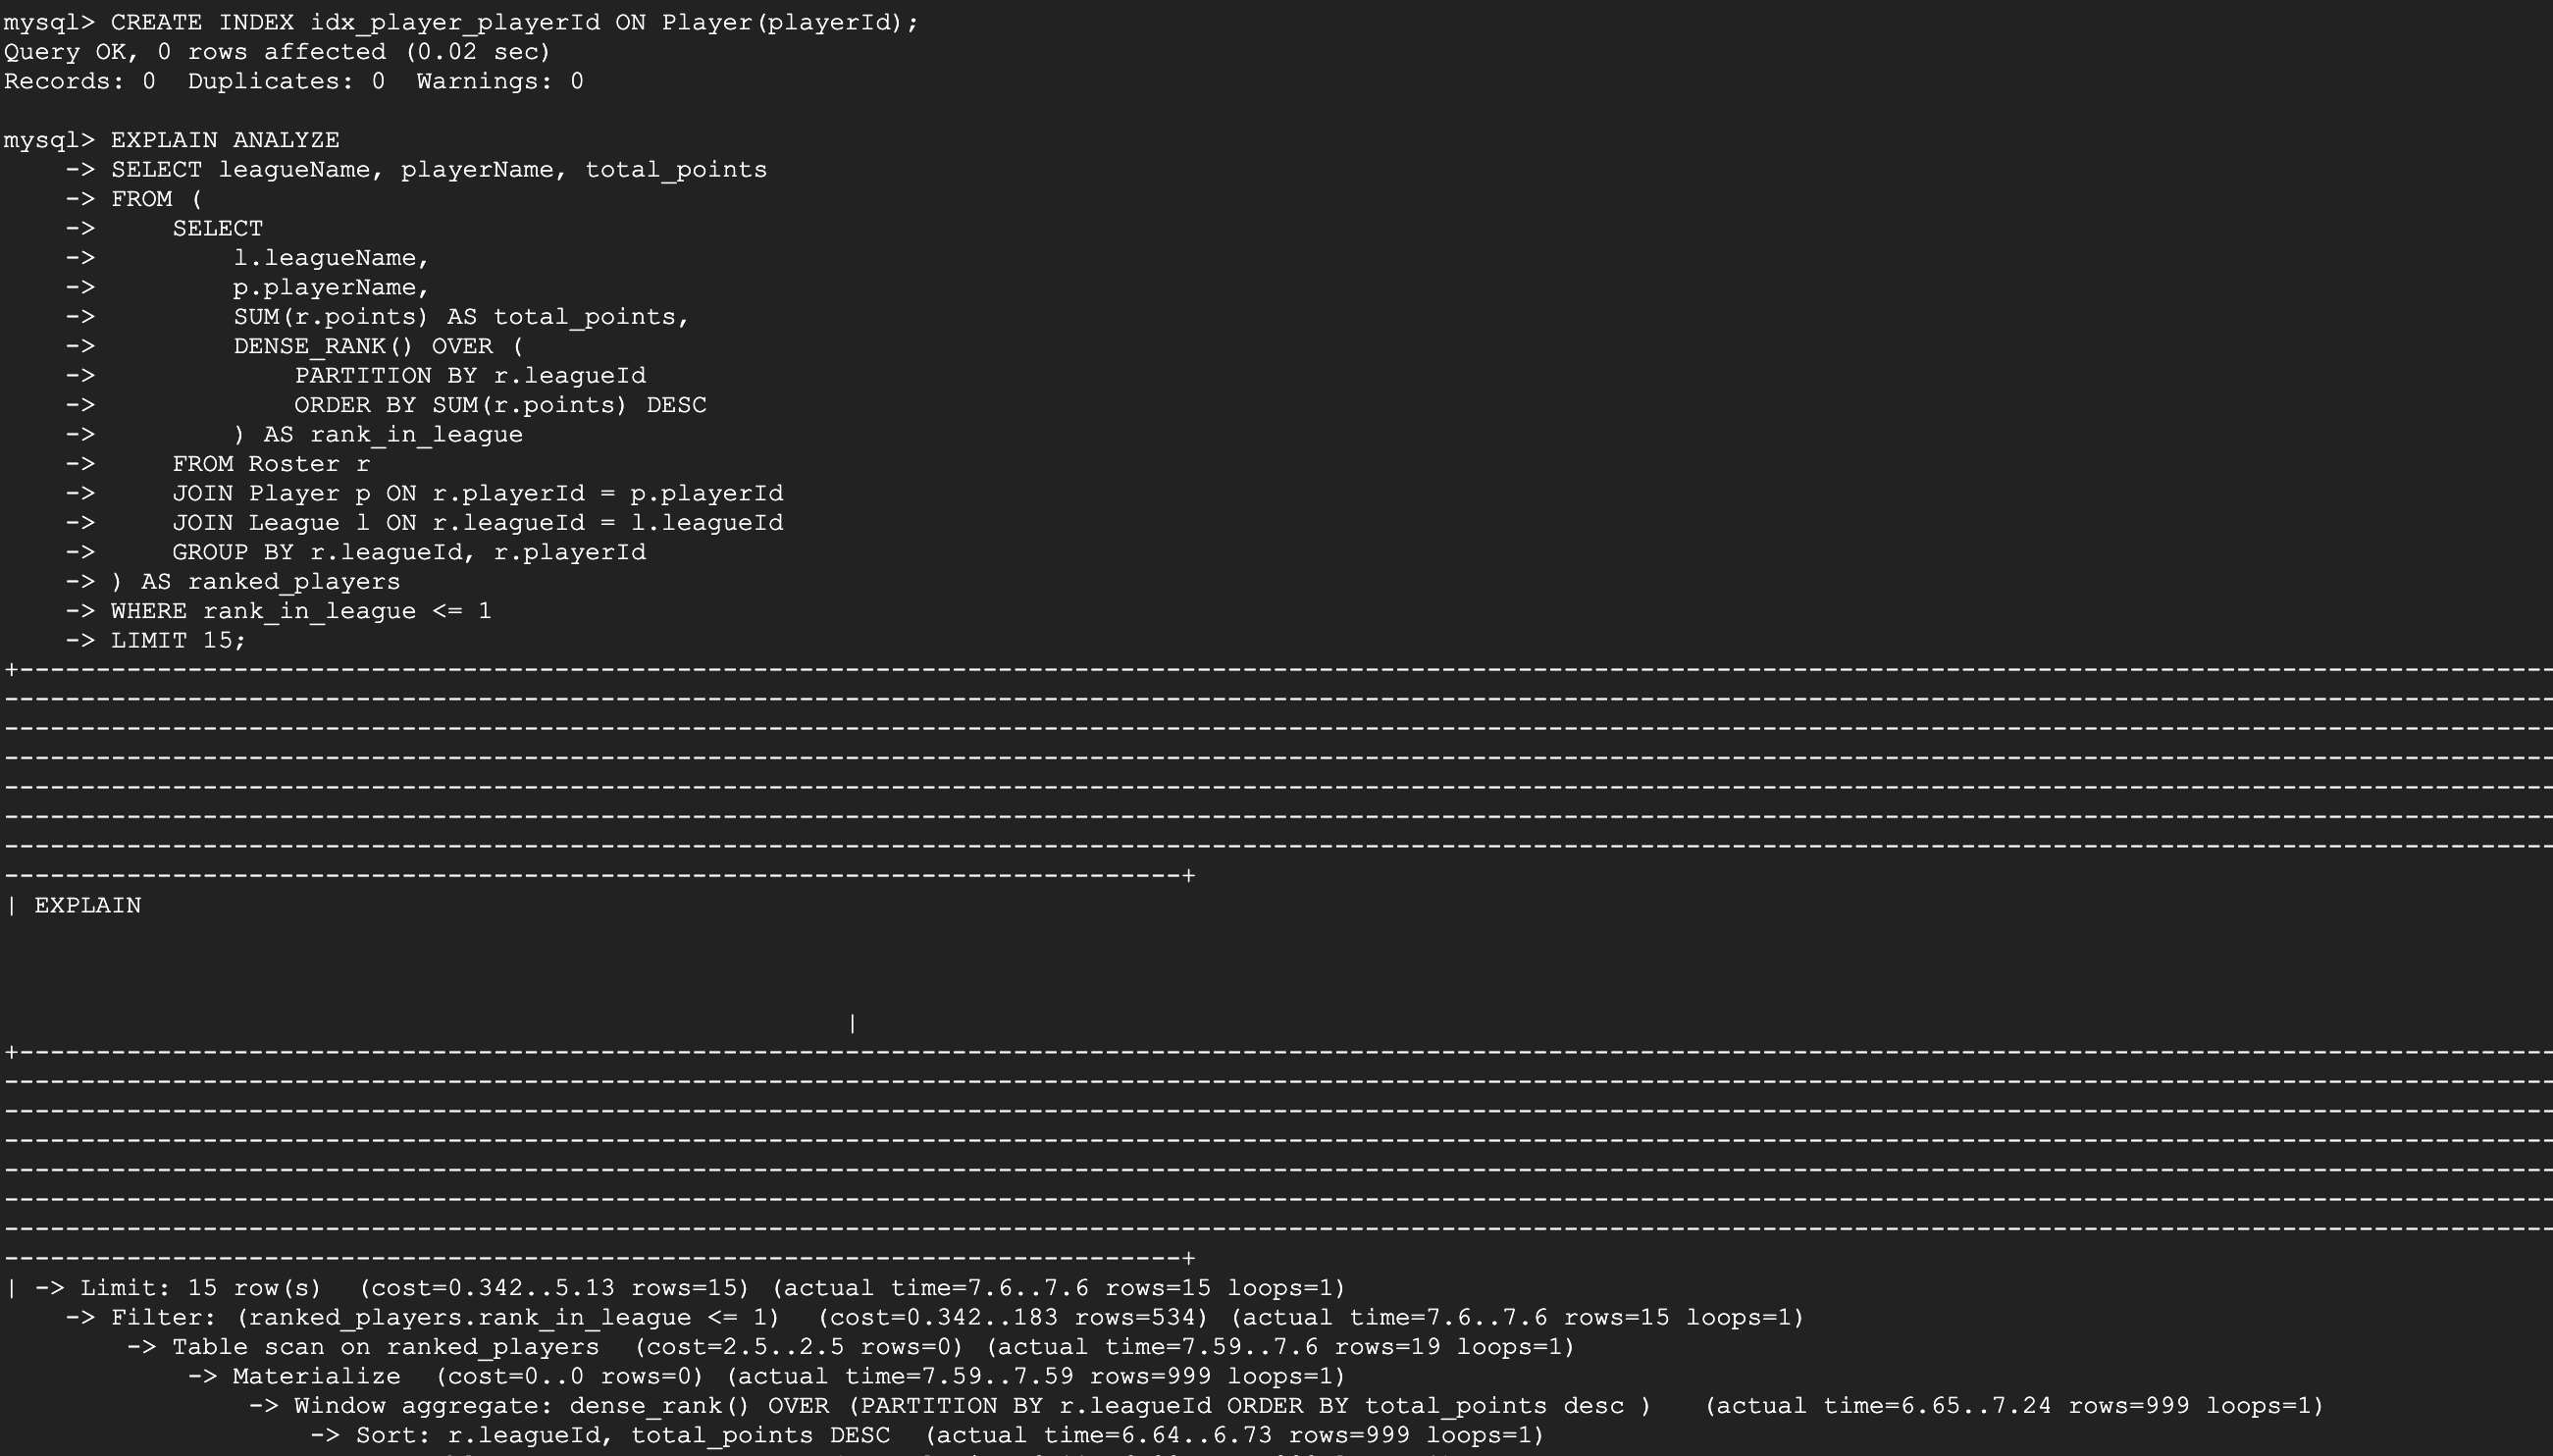 mysql> CREATE INDEX idx_player_playerId ON Player(playerId);
Query OK, 0 rows affected (0.02 sec)
Records: 0  Duplicates: 0  Warnings: 0

mysql> EXPLAIN ANALYZE
    -> SELECT leagueName, playerName, total_points
    -> FROM (
    ->     SELECT
    ->         l.leagueName,
    ->         p.playerName,
    ->         SUM(r.points) AS total_points,
    ->         DENSE_RANK() OVER (
    ->             PARTITION BY r.leagueId
    ->             ORDER BY SUM(r.points) DESC
    ->         ) AS rank_in_league
    ->     FROM Roster r
    ->     JOIN Player p ON r.playerId = p.playerId
    ->     JOIN League l ON r.leagueId = l.leagueId
    ->     GROUP BY r.leagueId, r.playerId
    -> ) AS ranked_players
    -> WHERE rank_in_league <= 1
    -> LIMIT 15;
| EXPLAIN
|
| -> Limit: 15 row(s)  (cost=0.342..5.13 rows=15) (actual time=7.6..7.6 rows=15 loops=1)
    -> Filter: (ranked_players.rank_in_league <= 1)  (cost=0.342..183 rows=534) (actual time=7.6..7.6 rows=15 loops=1)
        -> Table scan on ranked_players  (cost=2.5..2.5 rows=0) (actual time=7.59..7.6 rows=19 loops=1)
            -> Materialize  (cost=0..0 rows=0) (actual time=7.59..7.59 rows=999 loops=1)
                -> Window aggregate: dense_rank() OVER (PARTITION BY r.leagueId ORDER BY total_points desc )   (actual time=6.65..7.24 rows=999 loops=1)
                    -> Sort: r.leagueId, total_points DESC  (actual time=6.64..6.73 rows=999 loops=1)